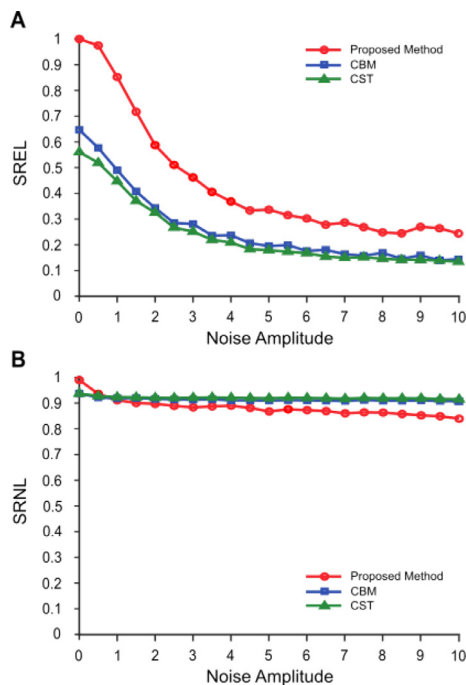 A
1
0.9
0.8
0.7
0.6
0.5
0.4
0.3
0.2
0.1
0
SREL
Proposed Method
CBM
CST
0 1 2 3 4 5 6 7 8 9 10
Noise Amplitude
B
1
0.9
0.8
0.7
0.6
0.5
0.4
0.3
0.2
0.1
0
SRNL
Proposed Method
CBM
CST
0 1 2 3 4 5 6 7 8 9 10
Noise Amplitude